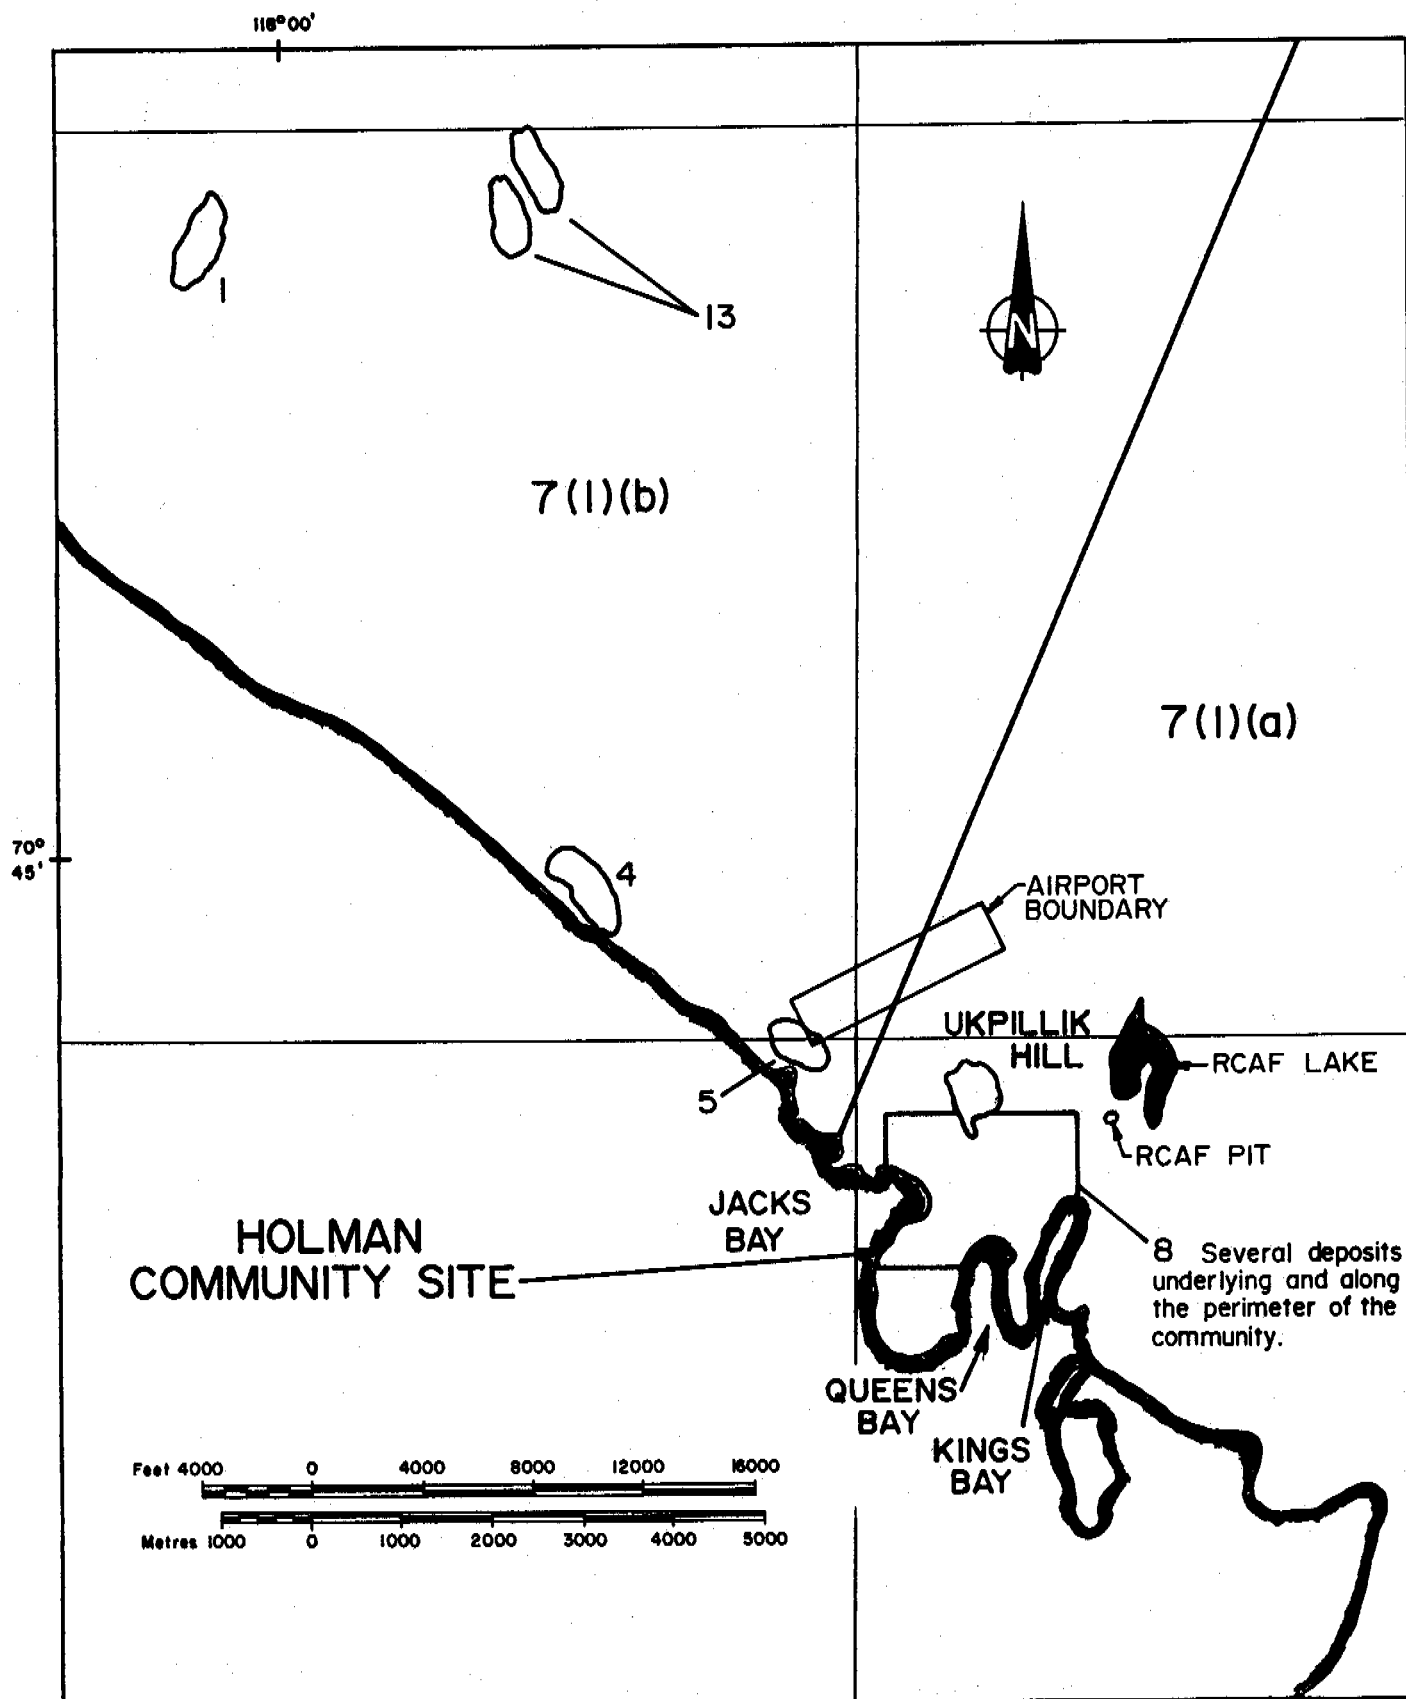 118°00'
1
13
N
7(1)(b)
7(1)(a)
70°
45'
4
AIRPORT
BOUNDARY
UKPILLIK
HILL
RCAF LAKE
5
RCAF PIT
JACKS
BAY
HOLMAN
COMMUNITY SITE
8 Several deposits
underlying and along
the perimeter of the
community.
QUEENS
BAY
KINGS
BAY
Feet 4000 0 4000 8000 12000 16000
Metres 1000 0 1000 2000 3000 4000 5000